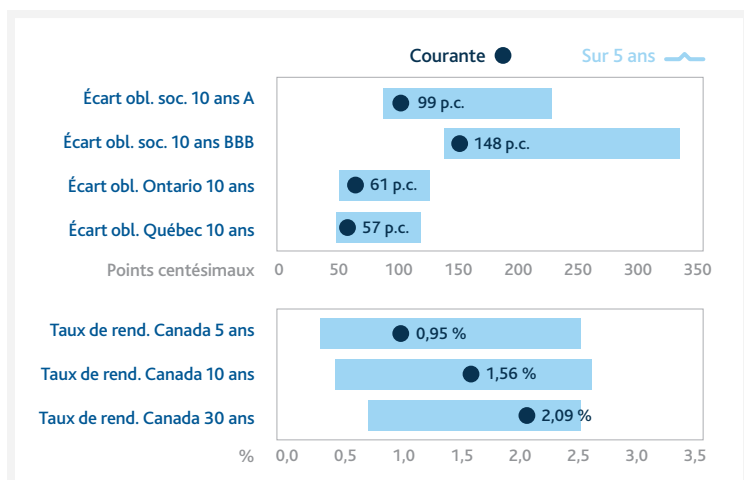 Courante Sur 5 ans
Écart obl. soc. 10 ans A 99 p.c.
Écart obl. soc. 10 ans BBB 148 p.c.
Écart obl. Ontario 10 ans 61 p.c.
Écart obl. Québec 10 ans 57 p.c.
Points centésimaux 0 50 100 150 200 250 300 350
Taux de rend. Canada 5 ans 0,95 %
Taux de rend. Canada 10 ans 1,56 %
Taux de rend. Canada 30 ans 2,09 %
% 0,0 0,5 1,0 1,5 2,0 2,5 3,0 3,5